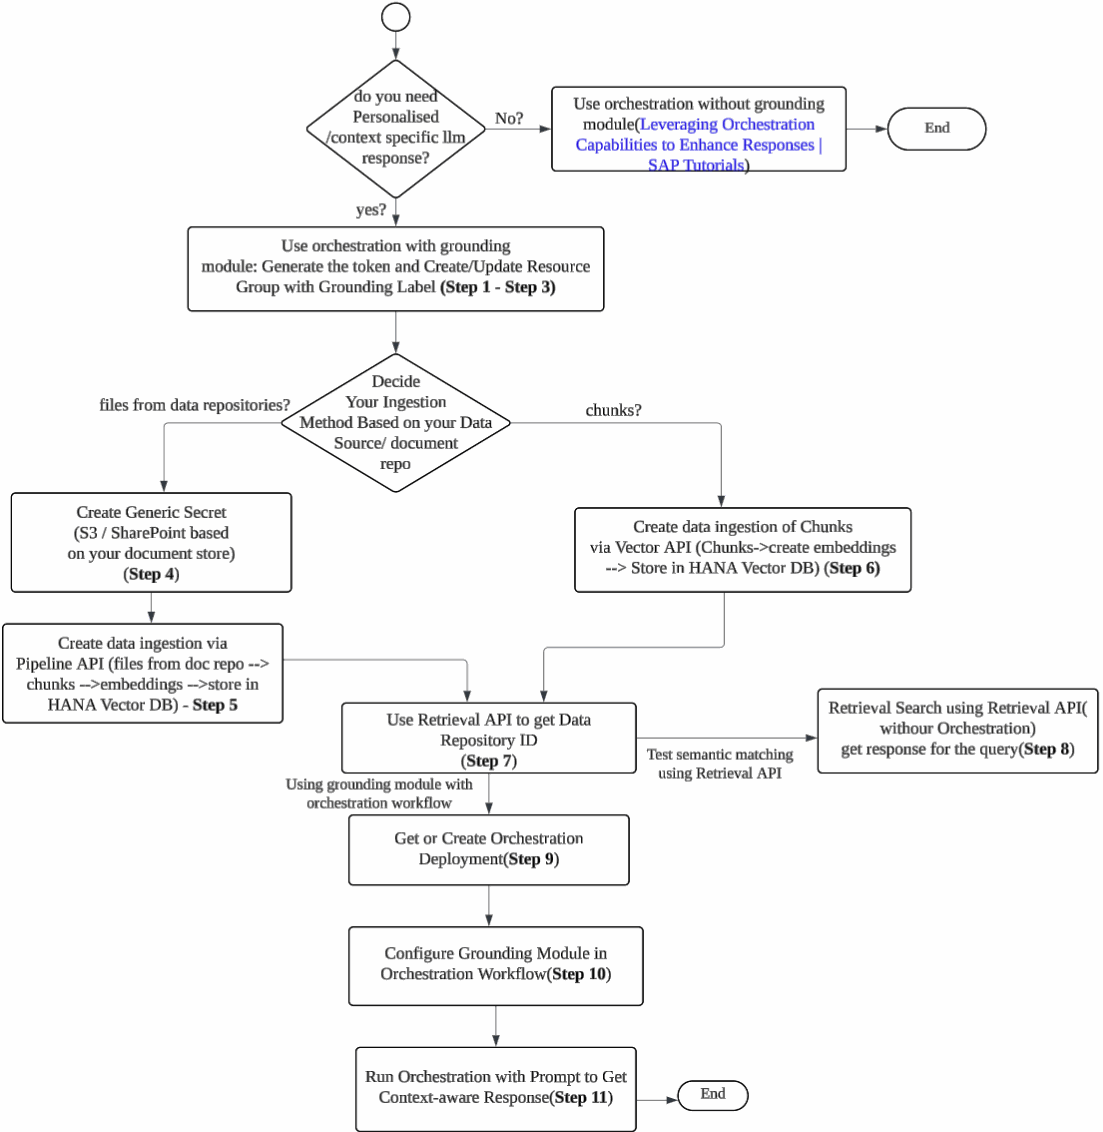 do you need
Personalised
/context specific llm
response?
No?
Use orchestration without grounding
module(Leveraging Orchestration
Capabilities to Enhance Responses |
SAP Tutorials)
End
yes?
Use orchestration with grounding
module: Generate the token and Create/Update Resource
Group with Grounding Label (Step 1 - Step 3)
Decide
Your Ingestion
Method Based on your Data
Source/ document
repo
files from data repositories?
chunks?
Create Generic Secret
(S3 / SharePoint based
on your document store)
(Step 4)
Create data ingestion of Chunks
via Vector API (Chunks->create embeddings
--> Store in HANA Vector DB) (Step 6)
Create data ingestion via
Pipeline API (files from doc repo -->
chunks -->embeddings -->store in
HANA Vector DB) - Step 5
Use Retrieval API to get Data
Repository ID
(Step 7)
Test semantic matching
using Retrieval API
Retrieval Search using Retrieval API(
without Orchestration)
get response for the query(Step 8)
Using grounding module with
orchestration workflow
Get or Create Orchestration
Deployment(Step 9)
Configure Grounding Module in
Orchestration Workflow(Step 10)
Run Orchestration with Prompt to Get
Context-aware Response(Step 11)
End